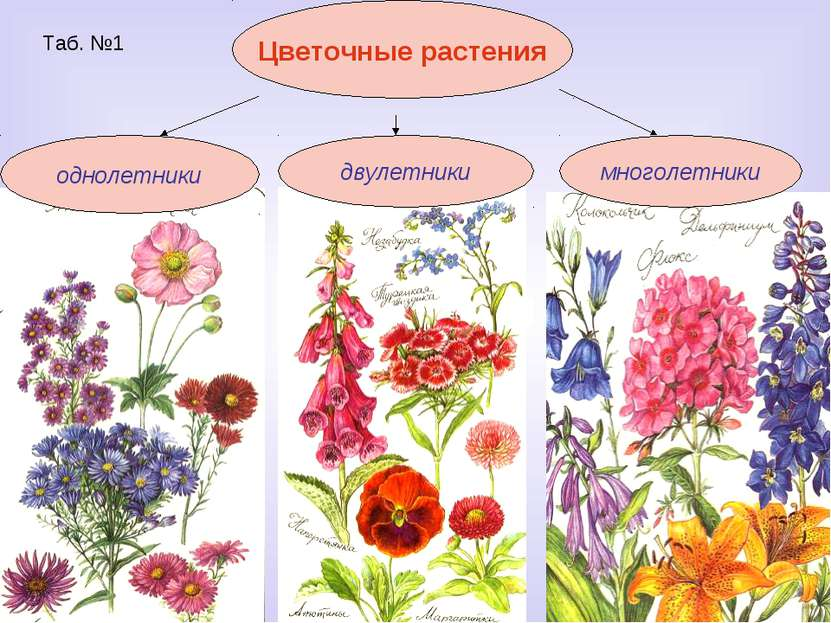 Таб. №1
Цветочные растения
однолетники
двулетники
многолетники
Незабудка
Турецкая
гвоздика
Наперстянка
Анютины
Маргаритки
Колокольчик
Дельфиниум
Флокс